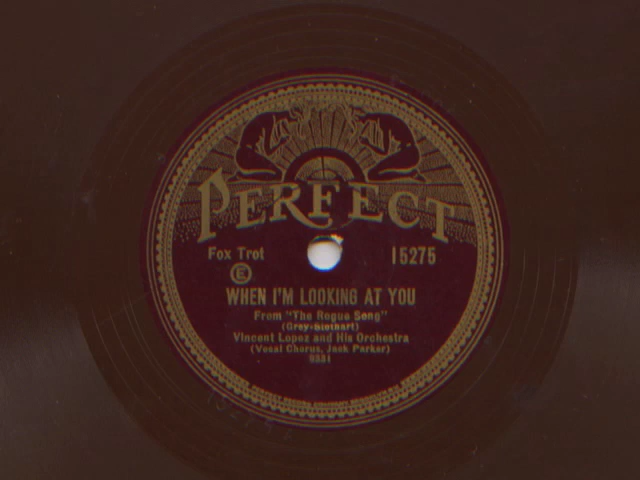 PERFECT
Fox Trot 15275
E
WHEN I'M LOOKING AT YOU
From "The Rogue Song"
(Grey-Stothart)
Vincent Lopez and His Orchestra
(Vocal Chorus, Jack Parker)
9331